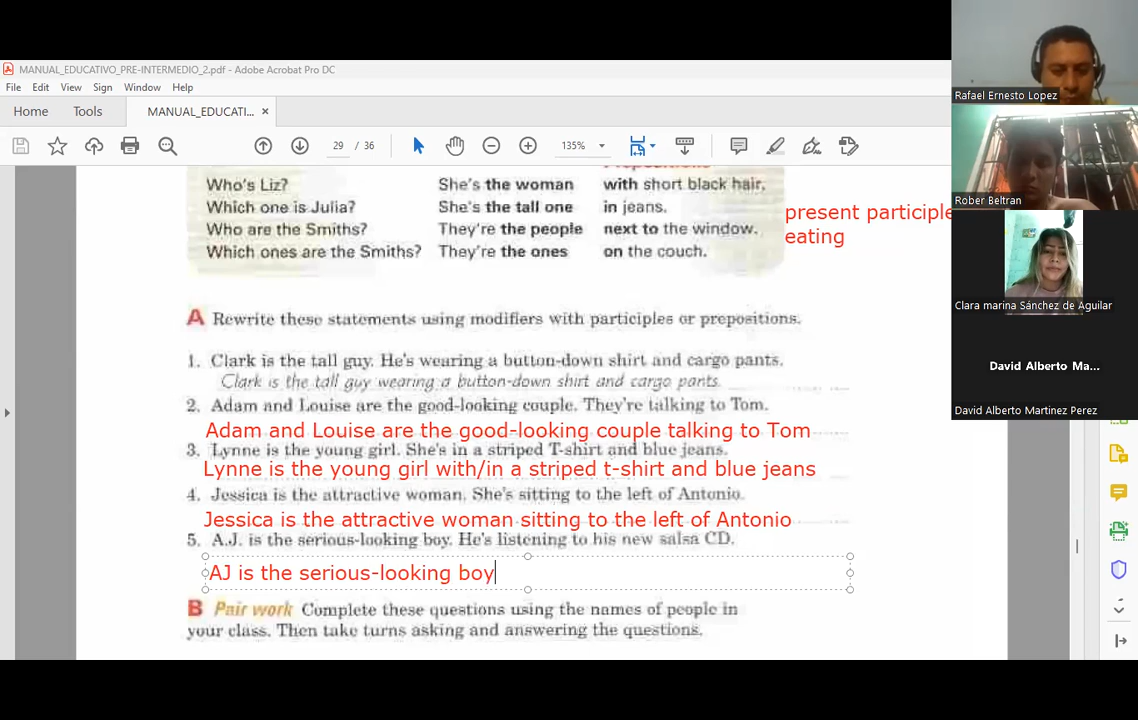 MANUAL_EDUCATIVO_PRE-INTERMEDIO_2.pdf - Adobe Acrobat Pro DC
File Edit View Sign Window Help
Home Tools MANUAL_EDUCATI... ×
29 / 36 135%
Rafael Ernesto Lopez
Rober Beltran
Clara marina Sánchez de Aguilar
David Alberto Ma...
David Alberto Martinez Perez
Who's Liz? She's the woman with short black hair.
Which one is Julia? She's the tall one in jeans.
Who are the Smiths? They're the people next to the window.
Which ones are the Smiths? They're the ones on the couch.
present participle
eating
A Rewrite these statements using modifiers with participles or prepositions.
1. Clark is the tall guy. He's wearing a button-down shirt and cargo pants.
Clark is the tall guy wearing a button-down shirt and cargo pants.
2. Adam and Louise are the good-looking couple. They're talking to Tom.
Adam and Louise are the good-looking couple talking to Tom
3. Lynne is the young girl. She's in a striped T-shirt and blue jeans.
Lynne is the young girl with/in a striped t-shirt and blue jeans
4. Jessica is the attractive woman. She's sitting to the left of Antonio.
Jessica is the attractive woman sitting to the left of Antonio
5. A.J. is the serious-looking boy. He's listening to his new salsa CD.
AJ is the serious-looking boy
B Pair work Complete these questions using the names of people in
your class. Then take turns asking and answering the questions.